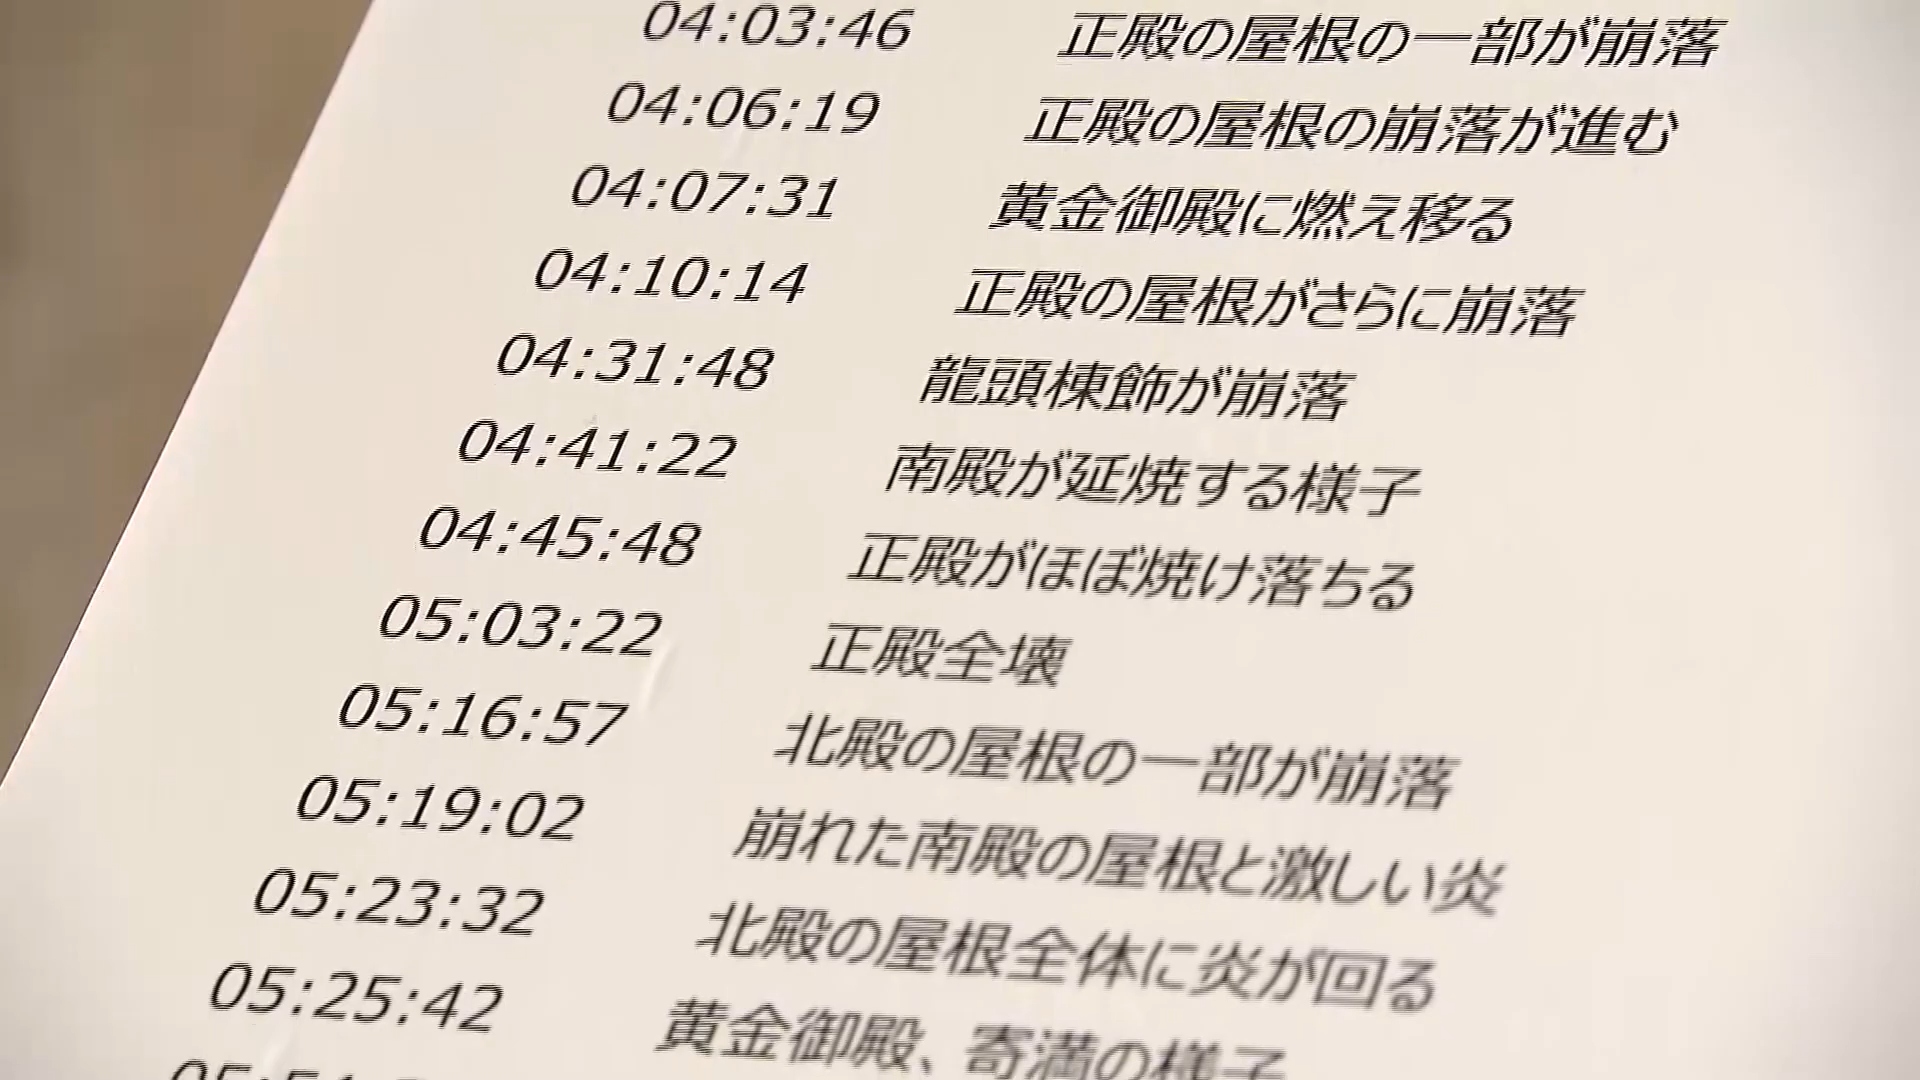 04:03:46 正殿の屋根の一部が崩落
04:06:19 正殿の屋根の崩落が進む
04:07:31 黄金御殿に燃え移る
04:10:14 正殿の屋根がさらに崩落
04:31:48 龍頭棟飾が崩落
04:41:22 南殿が延焼する様子
04:45:48 正殿がほぼ焼け落ちる
05:03:22 正殿全壊
05:16:57 北殿の屋根の一部が崩落
05:19:02 崩れた南殿の屋根と激しい炎
05:23:32 北殿の屋根全体に炎が回る
05:25:42 黄金御殿、寄満の様子